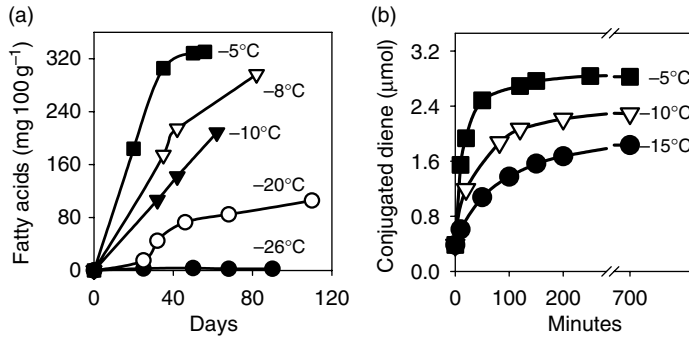 (a)
Fatty acids (mg 100 g⁻¹)
320
240
160
80
0
0 40 80 120
Days
–5°C
–8°C
–10°C
–20°C
–26°C
(b)
Conjugated diene (μmol)
3.2
2.4
1.6
0.8
0.0
0 100 200 700
Minutes
–5°C
–10°C
–15°C